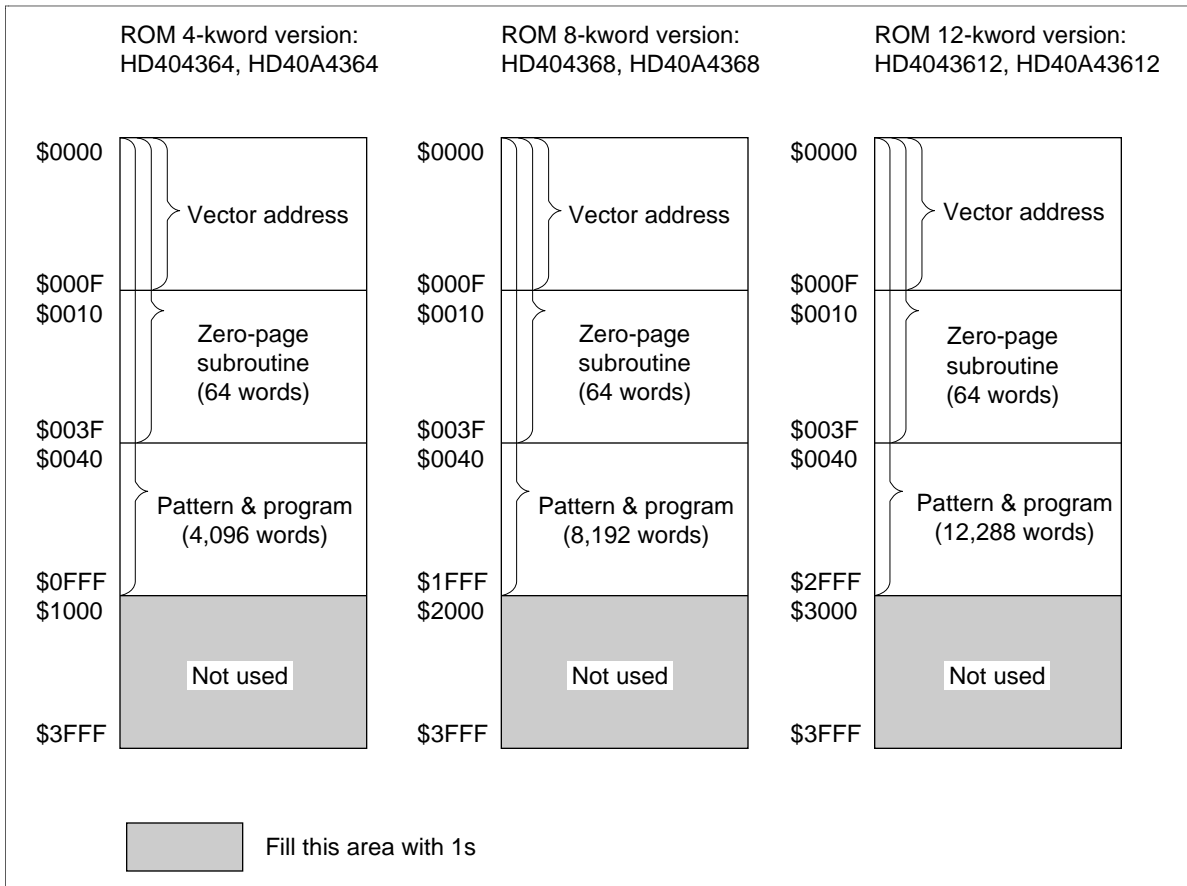 ROM 4-kword version:
HD404364, HD40A4364
$0000
Vector address
$000F
$0010
Zero-page
subroutine
(64 words)
$003F
$0040
Pattern & program
(4,096 words)
$0FFF
$1000
Not used
$3FFF
ROM 8-kword version:
HD404368, HD40A4368
$0000
Vector address
$000F
$0010
Zero-page
subroutine
(64 words)
$003F
$0040
Pattern & program
(8,192 words)
$1FFF
$2000
Not used
$3FFF
ROM 12-kword version:
HD4043612, HD40A43612
$0000
Vector address
$000F
$0010
Zero-page
subroutine
(64 words)
$003F
$0040
Pattern & program
(12,288 words)
$2FFF
$3000
Not used
$3FFF
Fill this area with 1s